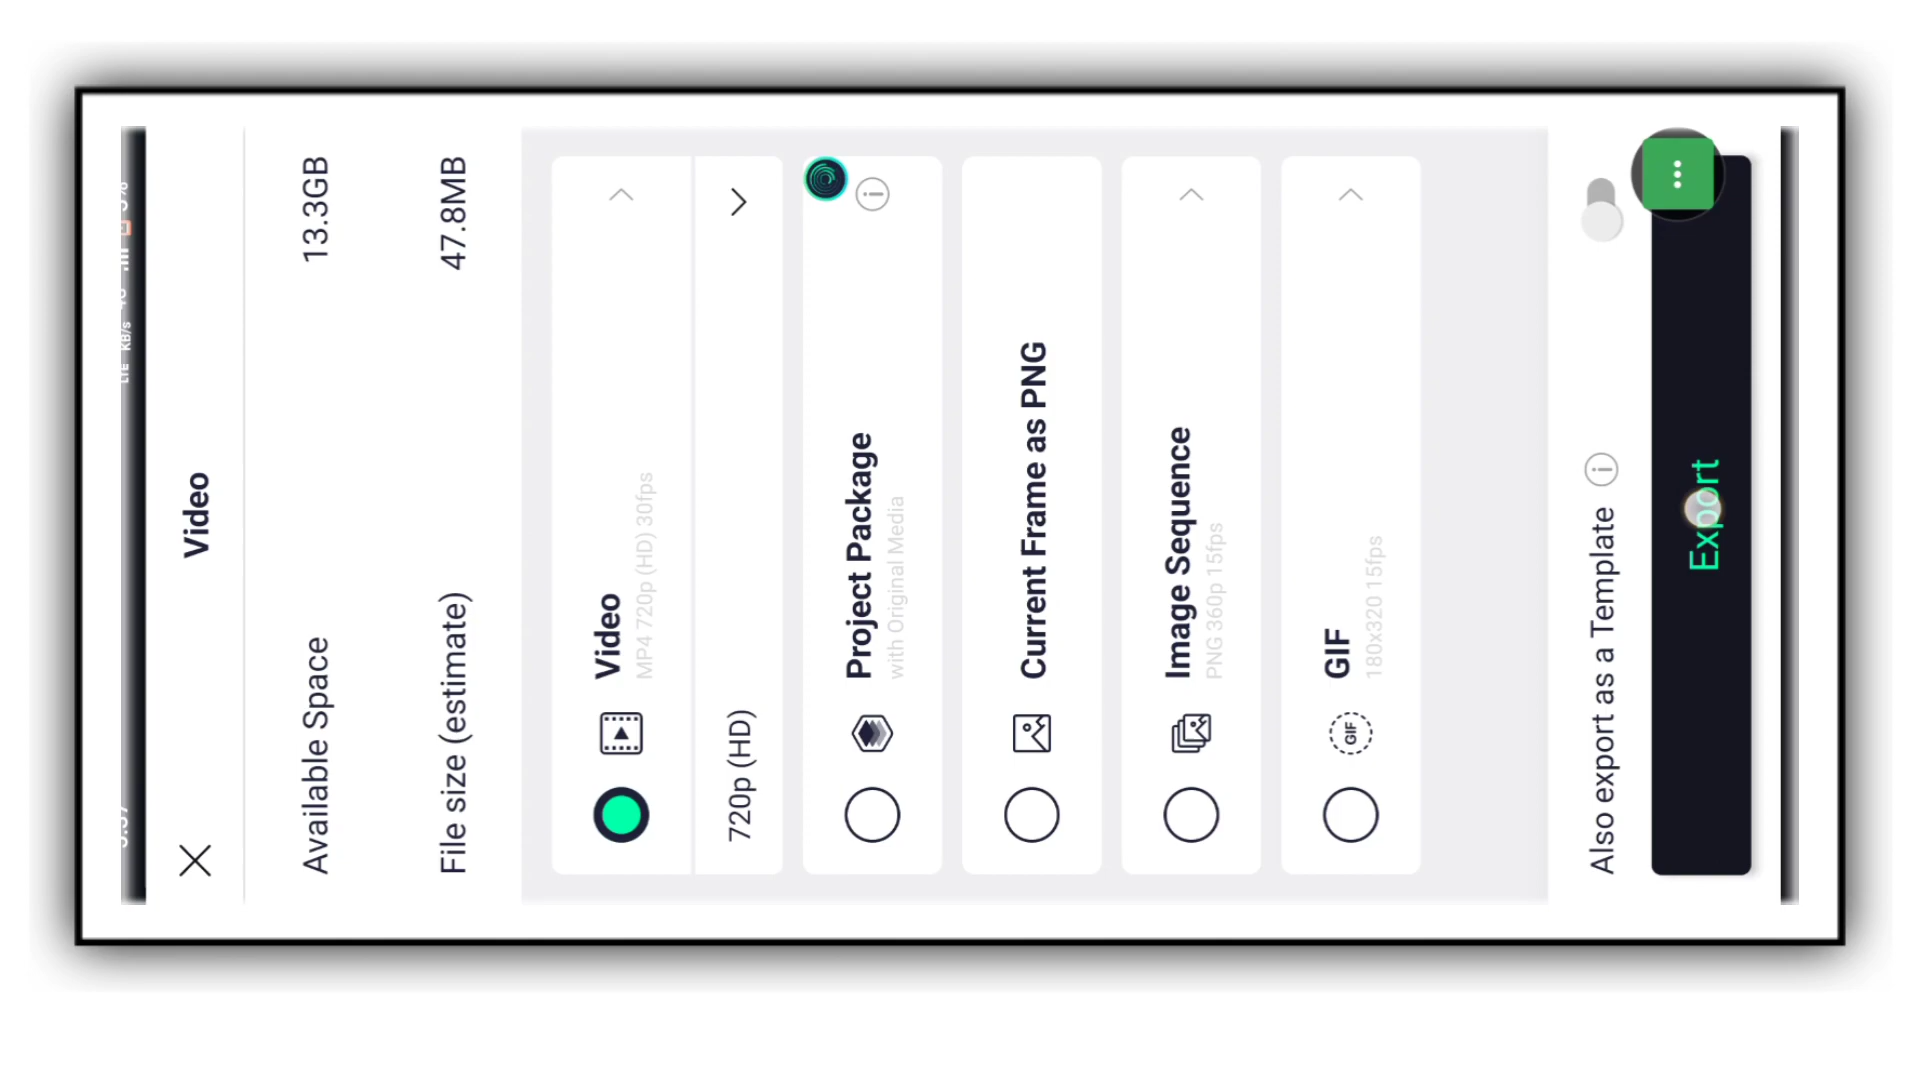 LTE KB/s
Video
Available Space 13.3GB
File size (estimate) 47.8MB
Video
MP4 720p (HD) 30fps
720p (HD)
Project Package
with Original Media
Current Frame as PNG
Image Sequence
PNG 360p 15fps
GIF
GIF
180x320 15fps
Also export as a Template
Export